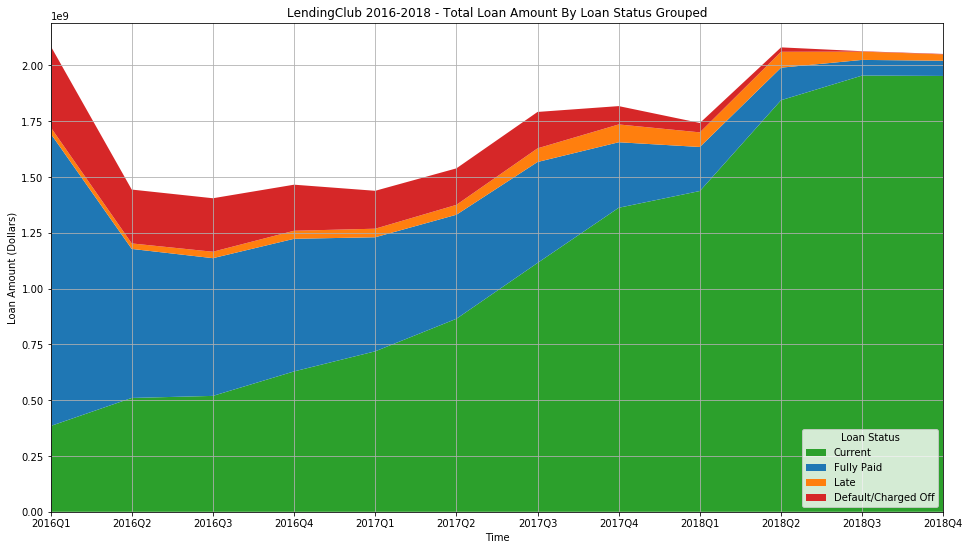 LendingClub 2016-2018 - Total Loan Amount By Loan Status Grouped
1e9
2.00
1.75
1.50
1.25
1.00
0.75
0.50
0.25
0.00
Loan Amount (Dollars)
Loan Status
Current
Fully Paid
Late
Default/Charged Off
2016Q1 2016Q2 2016Q3 2016Q4 2017Q1 2017Q2 2017Q3 2017Q4 2018Q1 2018Q2 2018Q3 2018Q4
Time